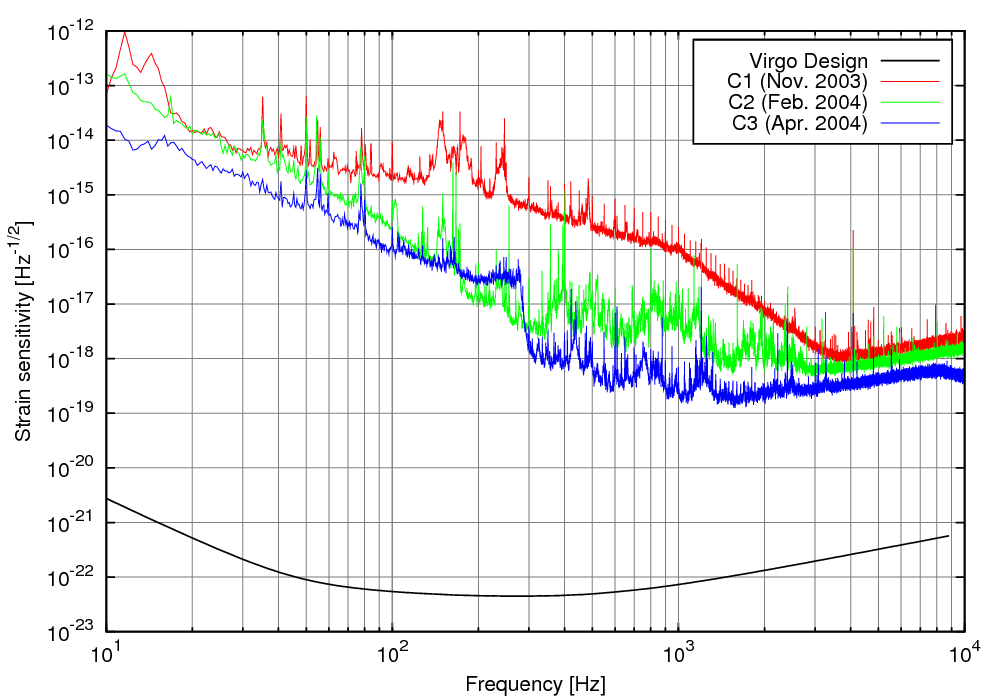 Strain sensitivity [Hz^-1/2]
10^-12
10^-13
10^-14
10^-15
10^-16
10^-17
10^-18
10^-19
10^-20
10^-21
10^-22
10^-23
Virgo Design
C1 (Nov. 2003)
C2 (Feb. 2004)
C3 (Apr. 2004)
10^1 10^2 10^3 10^4
Frequency [Hz]